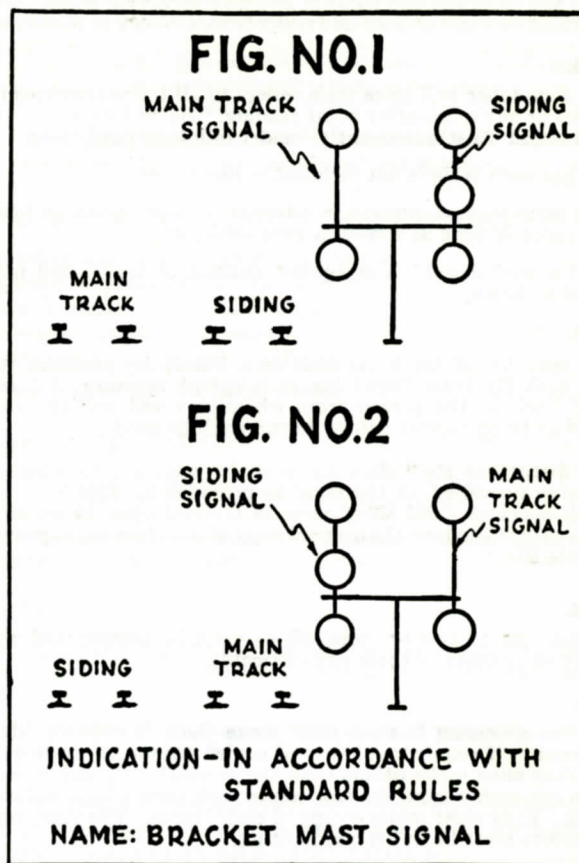 FIG. NO.1
MAIN TRACK SIGNAL
SIDING SIGNAL
MAIN TRACK
SIDING
FIG. NO.2
SIDING SIGNAL
MAIN TRACK SIGNAL
SIDING
MAIN TRACK
INDICATION-IN ACCORDANCE WITH
STANDARD RULES
NAME: BRACKET MAST SIGNAL